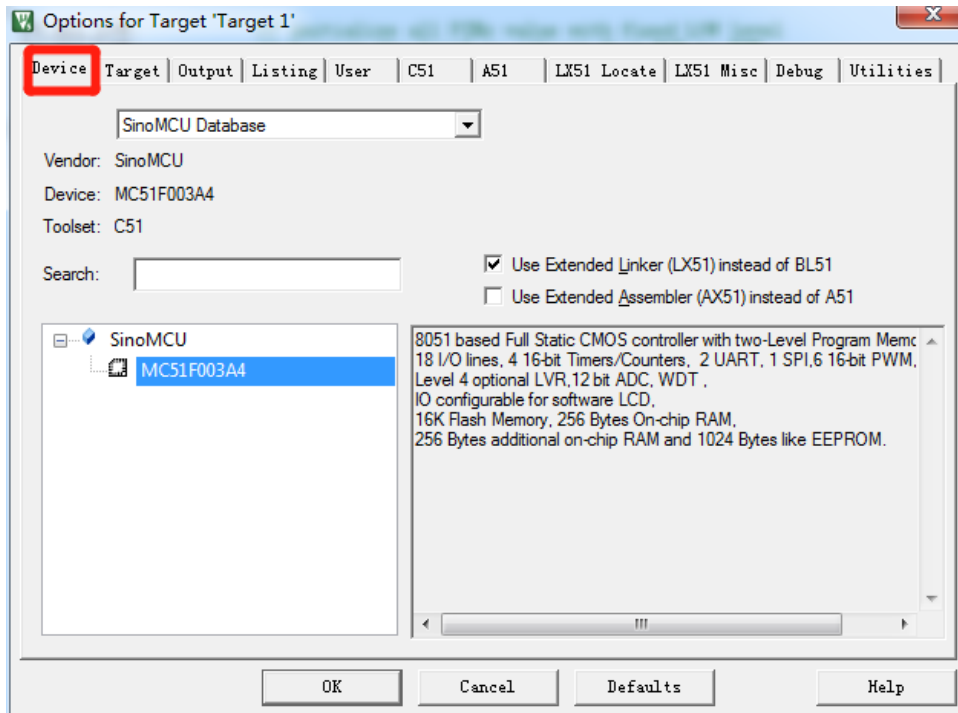 Options for Target 'Target 1'
Device Target Output Listing User C51 A51 LX51 Locate LX51 Misc Debug Utilities
SinoMCU Database
Vendor: SinoMCU
Device: MC51F003A4
Toolset: C51
Search:
Use Extended Linker (LX51) instead of BL51
Use Extended Assembler (AX51) instead of A51
SinoMCU
MC51F003A4
8051 based Full Static CMOS controller with two-Level Program Memc
18 I/O lines, 4 16-bit Timers/Counters, 2 UART, 1 SPI,6 16-bit PWM,
Level 4 optional LVR,12 bit ADC, WDT ,
IO configurable for software LCD,
16K Flash Memory, 256 Bytes On-chip RAM,
256 Bytes additional on-chip RAM and 1024 Bytes like EEPROM.
OK Cancel Defaults Help